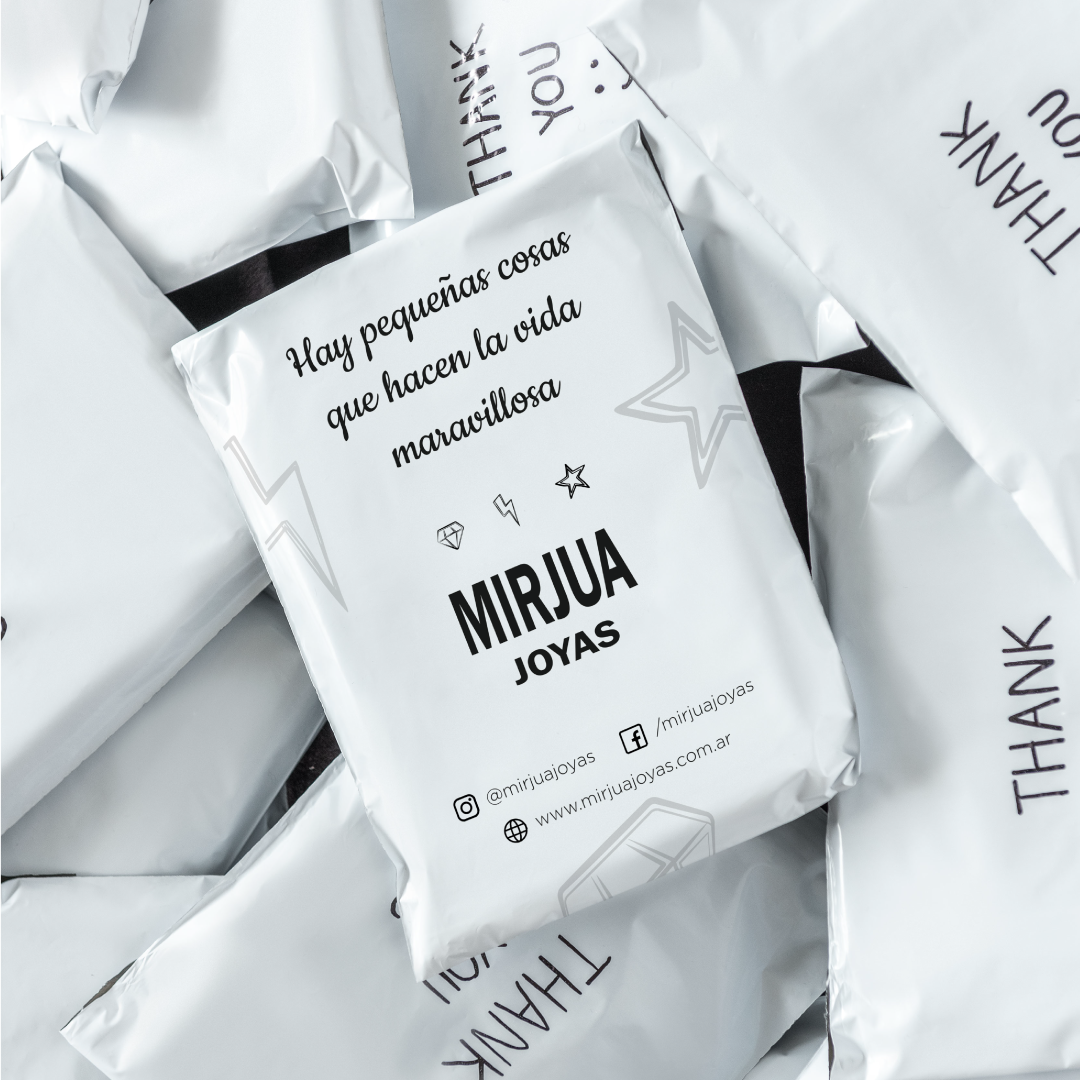 THANK
YOU
:)
THANK
YOU
Hay pequeñas cosas
que hacen la vida
maravillosa
MIRJUA
JOYAS
@mirjuajoyas
/mirjuajoyas
www.mirjuajoyas.com.ar
THANK
THANK
YOU